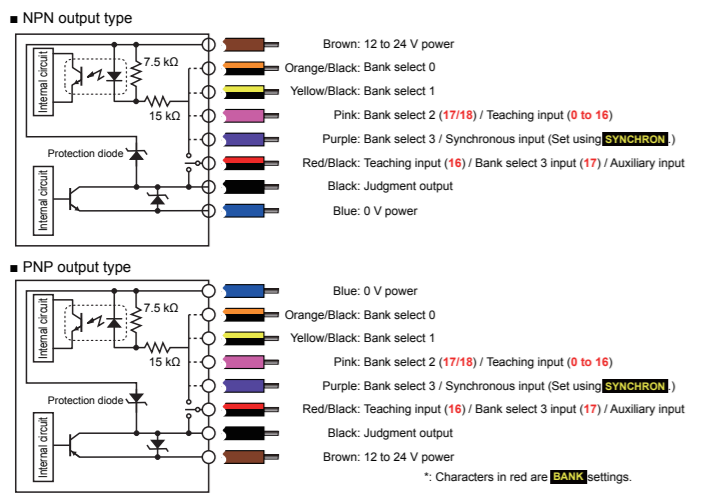 ■ NPN output type
Internal circuit
7.5 kΩ
15 kΩ
Protection diode
Internal circuit
Brown: 12 to 24 V power
Orange/Black: Bank select 0
Yellow/Black: Bank select 1
Pink: Bank select 2 (17/18) / Teaching input (0 to 16)
Purple: Bank select 3 / Synchronous input (Set using SYNCHRON .)
Red/Black: Teaching input (16) / Bank select 3 input (17) / Auxiliary input
Black: Judgment output
Blue: 0 V power
■ PNP output type
Internal circuit
7.5 kΩ
15 kΩ
Protection diode
Internal circuit
Blue: 0 V power
Orange/Black: Bank select 0
Yellow/Black: Bank select 1
Pink: Bank select 2 (17/18) / Teaching input (0 to 16)
Purple: Bank select 3 / Synchronous input (Set using SYNCHRON .)
Red/Black: Teaching input (16) / Bank select 3 input (17) / Auxiliary input
Black: Judgment output
Brown: 12 to 24 V power
*: Characters in red are BANK settings.